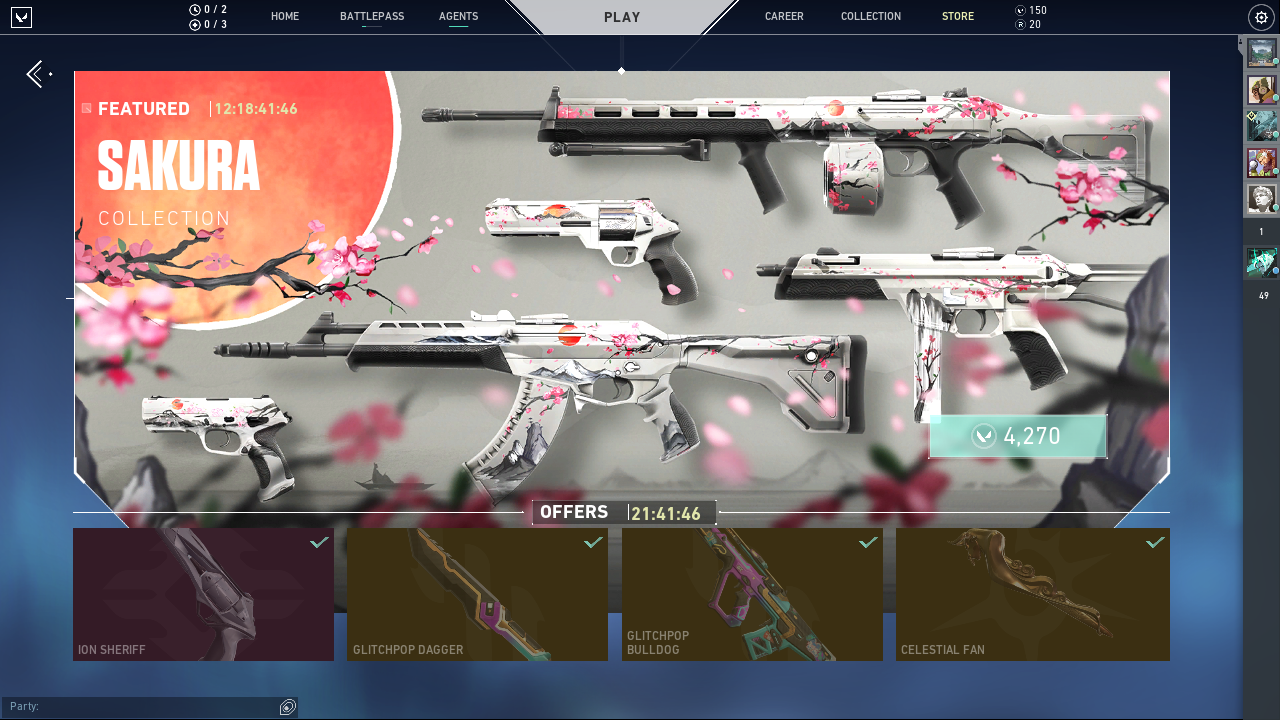 0 / 2
0 / 3
HOME
BATTLEPASS
AGENTS
PLAY
CAREER
COLLECTION
STORE
150
20
FEATURED
12:18:41:46
SAKURA
COLLECTION
1
49
4,270
OFFERS
21:41:46
ION SHERIFF
GLITCHPOP DAGGER
GLITCHPOP
BULLDOG
CELESTIAL FAN
Party: